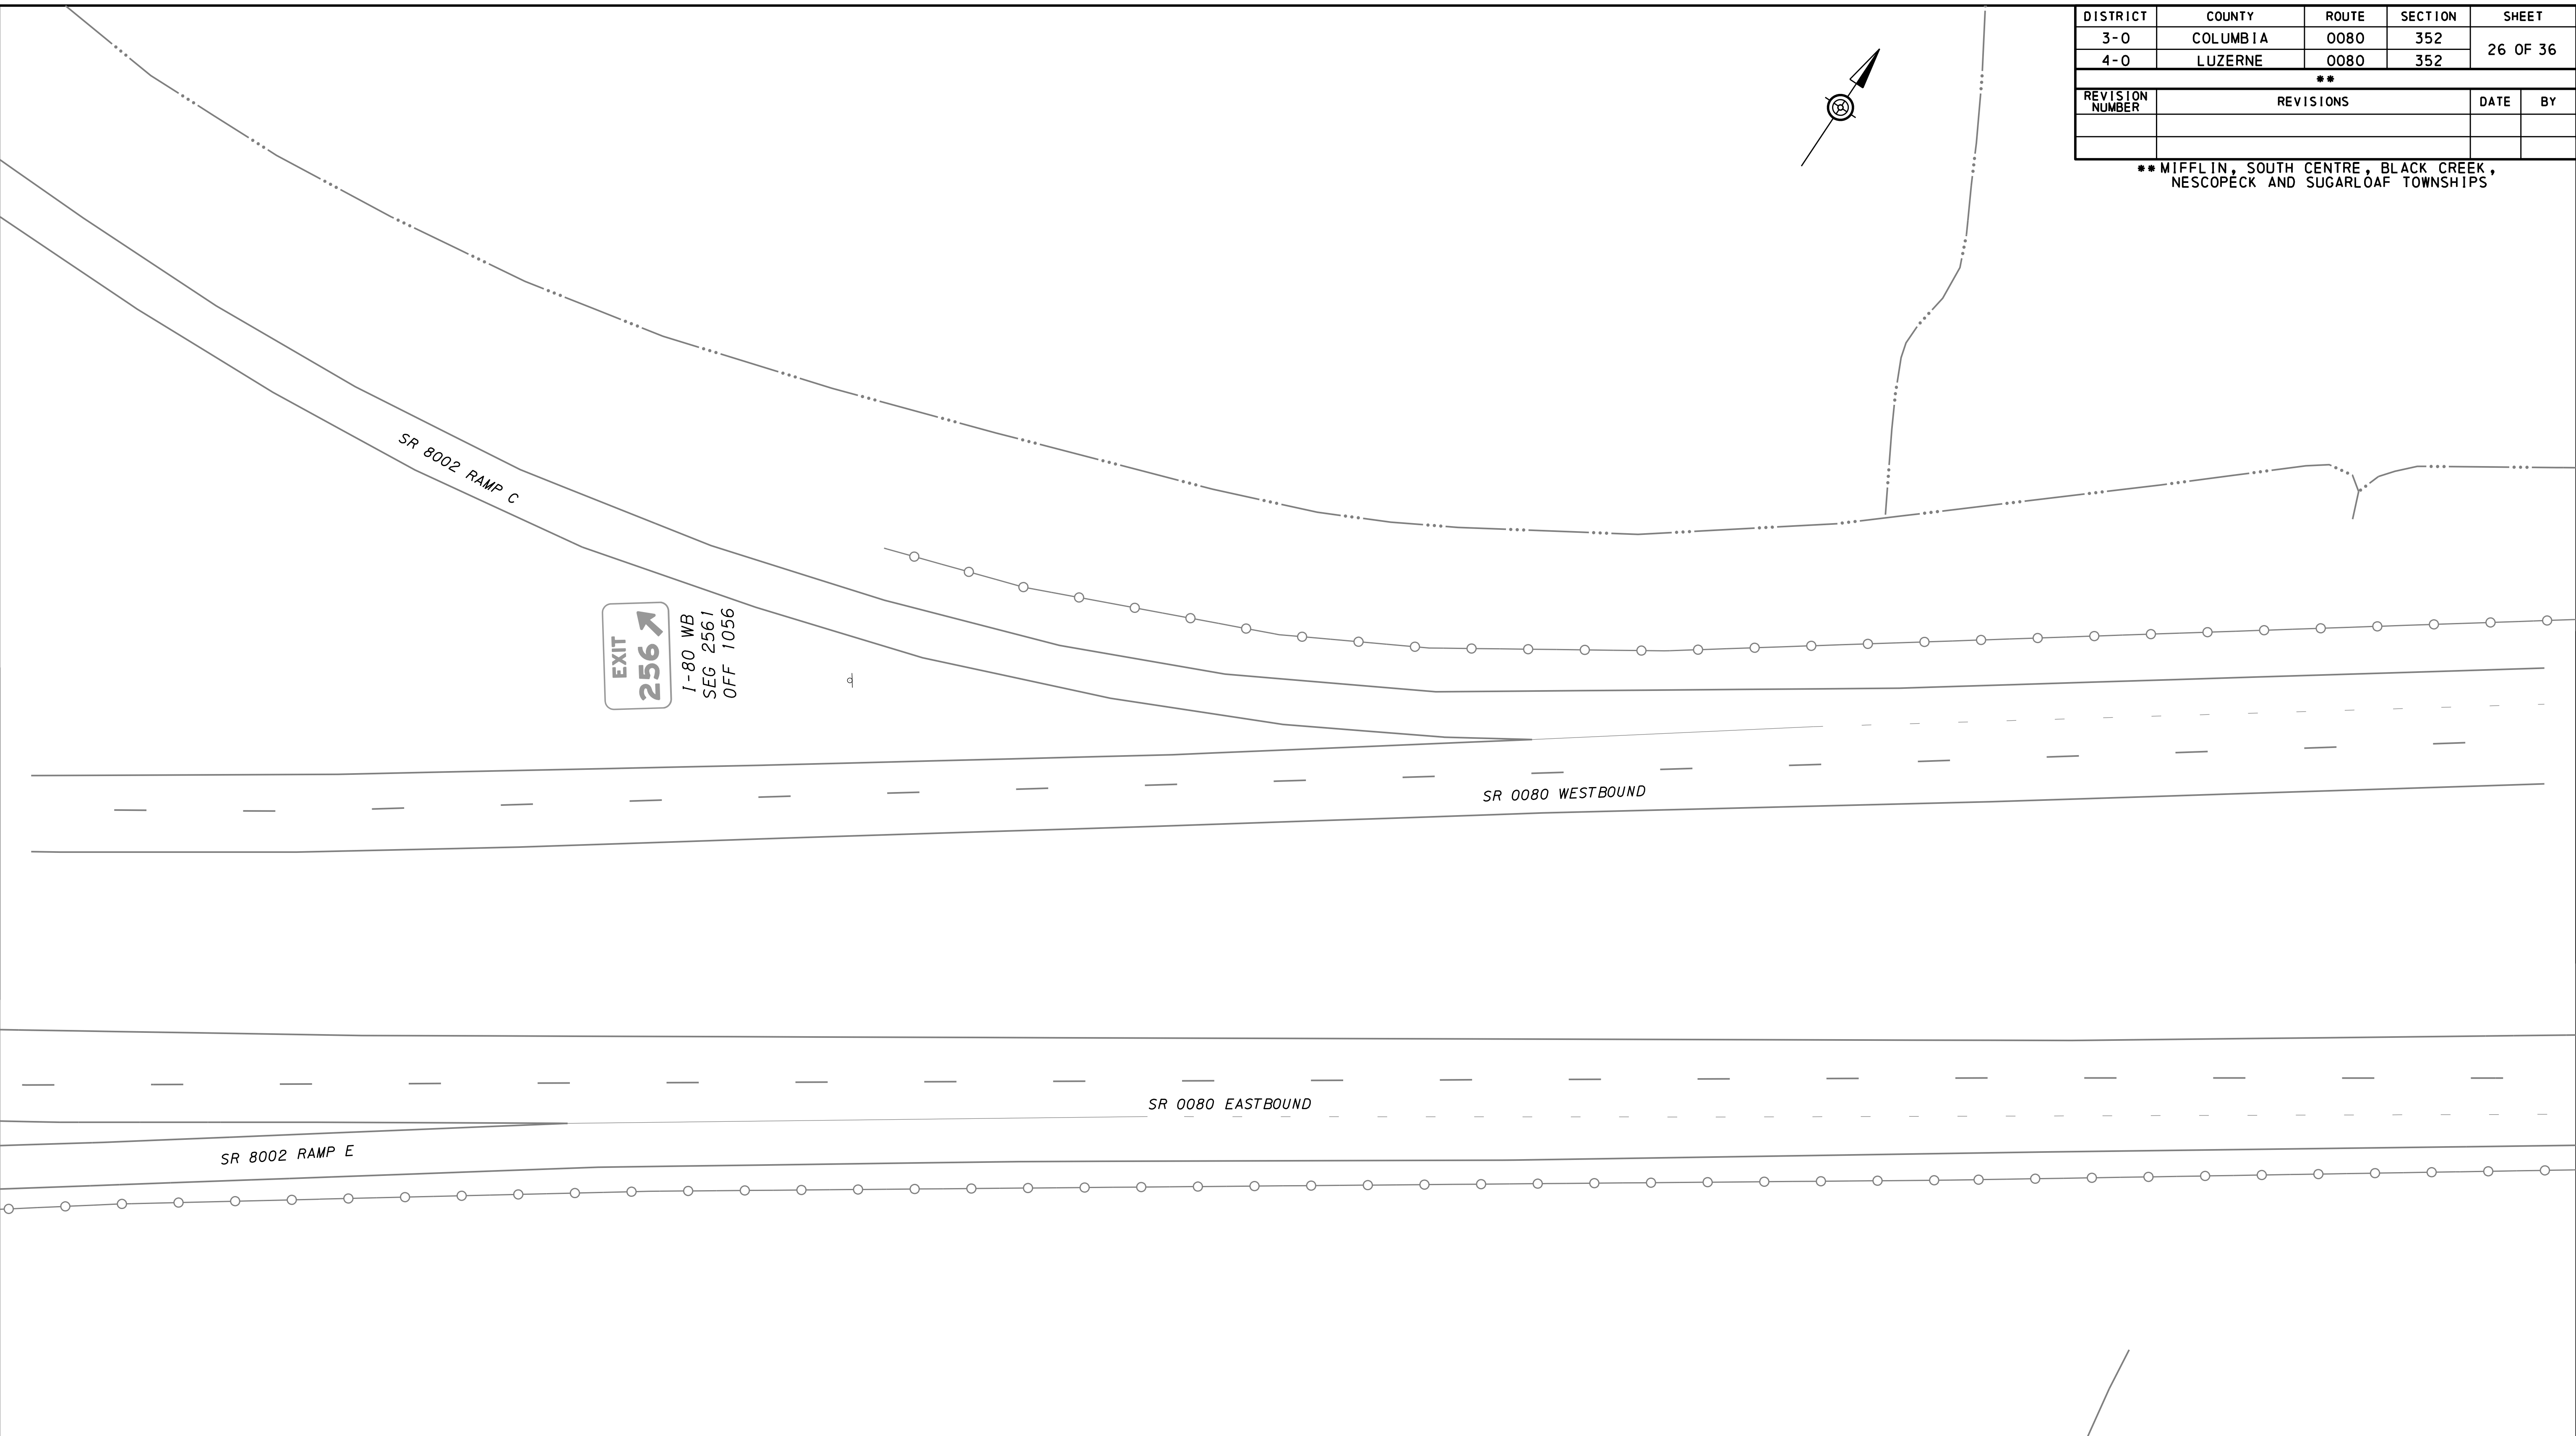 DISTRICT COUNTY ROUTE SECTION SHEET
3-0 COLUMBIA 0080 352 26 OF 36
4-0 LUZERNE 0080 352
**
REVISION NUMBER REVISIONS DATE BY
** MIFFLIN, SOUTH CENTRE, BLACK CREEK,
NESCOPECK AND SUGARLOAF TOWNSHIPS
SR 8002 RAMP C
EXIT
256
I-80 WB
SEG 2561
OFF 1056
SR 0080 WESTBOUND
SR 0080 EASTBOUND
SR 8002 RAMP E